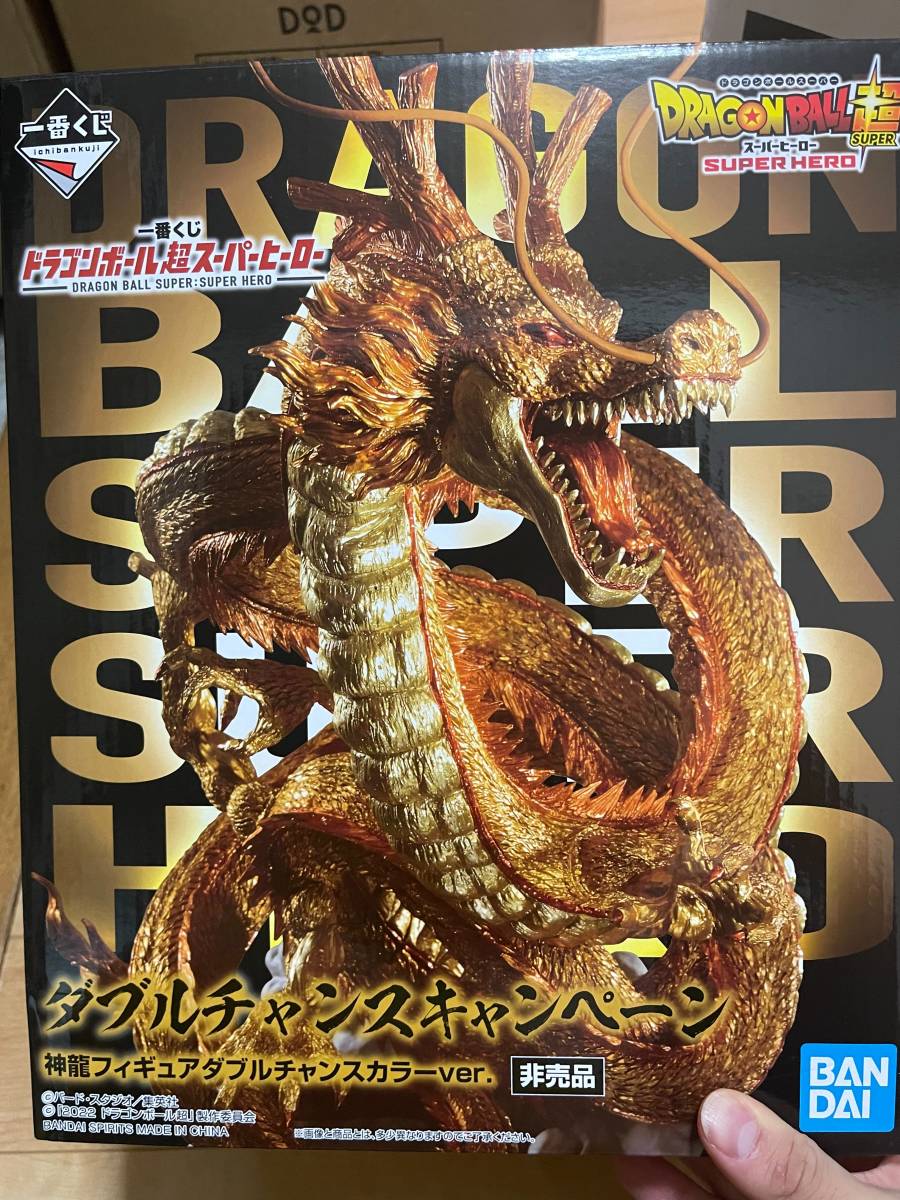 DOD
一番くじ
ichibankuji
ドラゴンボールスーパー
DRAGON BALL超
SUPER
スーパーヒーロー
SUPER HERO
一番くじ
ドラゴンボール超スーパーヒーロー
DRAGON BALL SUPER:SUPER HERO
DRAGON
BALL
SUPER
SUPER
HERO
ダブルチャンスキャンペーン
神龍フィギュアダブルチャンスカラーver.
非売品
BAN
DAI
©バード・スタジオ/集英社
©「2022 ドラゴンボール超」製作委員会
BANDAI SPIRITS MADE IN CHINA
※画像と商品とは、多少異なりますのでご了承ください。